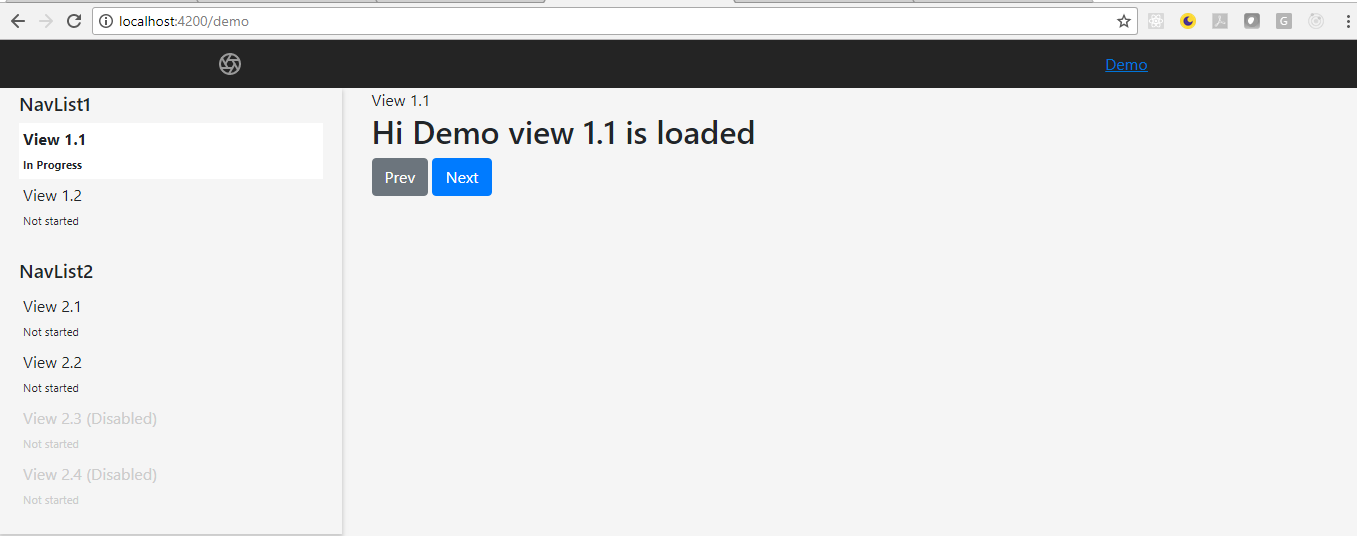 localhost:4200/demo
G
Demo
NavList1
View 1.1
In Progress
View 1.2
Not started
NavList2
View 2.1
Not started
View 2.2
Not started
View 2.3 (Disabled)
Not started
View 2.4 (Disabled)
Not started
View 1.1
Hi Demo view 1.1 is loaded
Prev Next